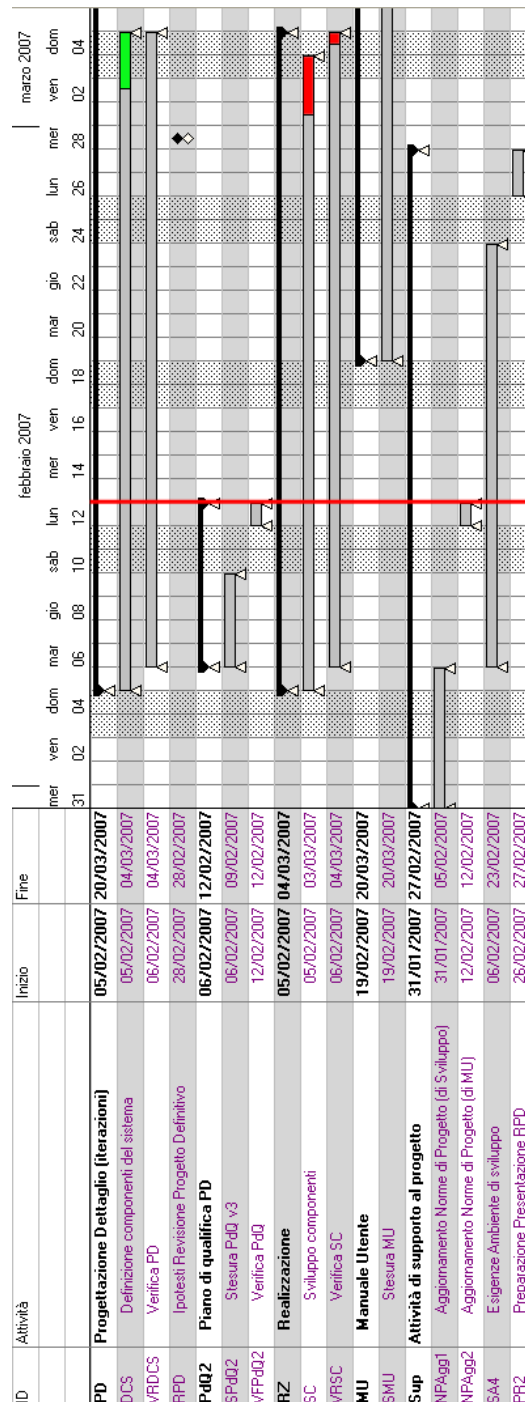 ID Attività Inizio Fine febbraio 2007 marzo 2007
mer ven dom mar gio sab lun mer ven dom mar gio sab lun mer ven dom
31 02 04 06 08 10 12 14 16 18 20 22 24 26 28 02 04
PD Progettazione Dettaglio (iterazioni) 05/02/2007 20/03/2007
DCS Definizione componenti del sistema 05/02/2007 04/03/2007
VRDCS Verifica PD 06/02/2007 04/03/2007
RPD Ipotesti Revisione Progetto Definitivo 28/02/2007 28/02/2007
PdQ2 Piano di qualifica PD 06/02/2007 12/02/2007
SPdQ2 Stesura PdQ v3 06/02/2007 09/02/2007
VFPdQ2 Verifica PdQ 12/02/2007 12/02/2007
RZ Realizzazione 05/02/2007 04/03/2007
SC Sviluppo componenti 05/02/2007 03/03/2007
VRSC Verifica SC 06/02/2007 04/03/2007
MU Manuale Utente 19/02/2007 20/03/2007
SMU Stesura MU 19/02/2007 20/03/2007
Sup Attività di supporto al progetto 31/01/2007 27/02/2007
NPAgg1 Aggiornamento Norme di Progetto (di Sviluppo) 31/01/2007 05/02/2007
NPAgg2 Aggiornamento Norme di Progetto (di MU) 12/02/2007 12/02/2007
SA4 Esigenze Ambiente di sviluppo 06/02/2007 23/02/2007
PR2 Preparazione Presentazione RPD 26/02/2007 27/02/2007